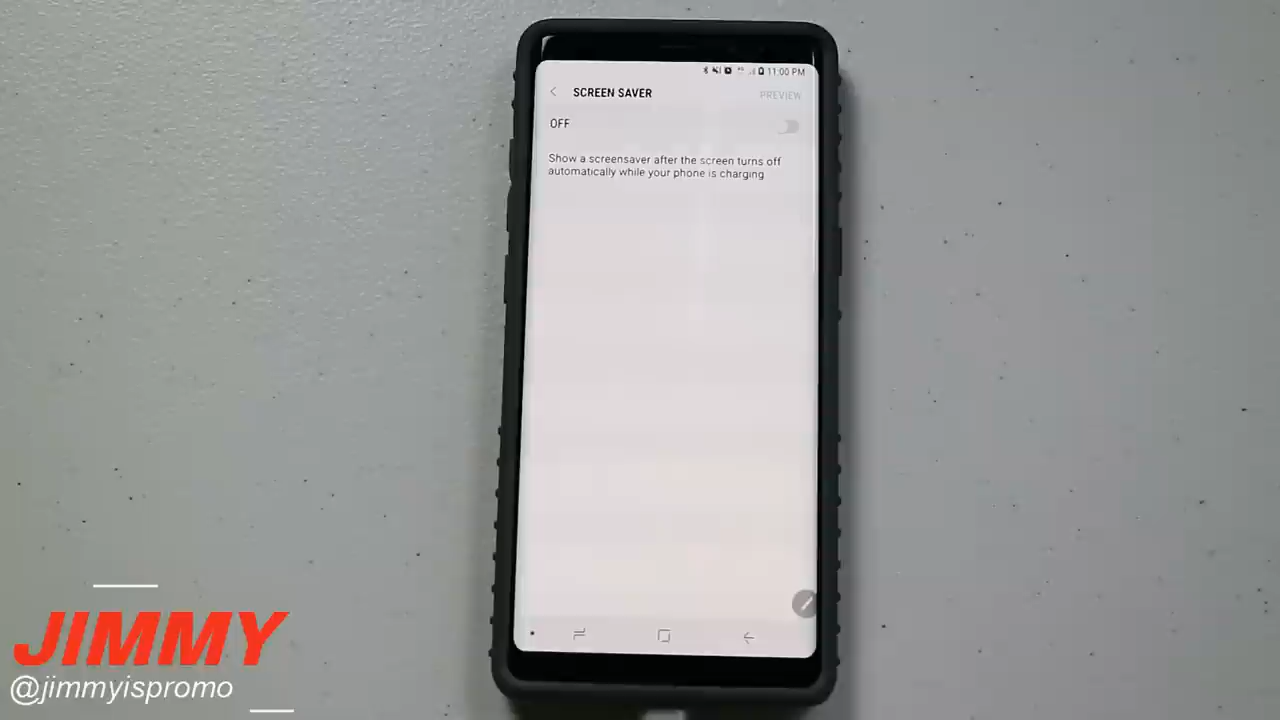 11:00 PM
SCREEN SAVER
PREVIEW
OFF
Show a screensaver after the screen turns off
automatically while your phone is charging
JIMMY
@jimmyispromo